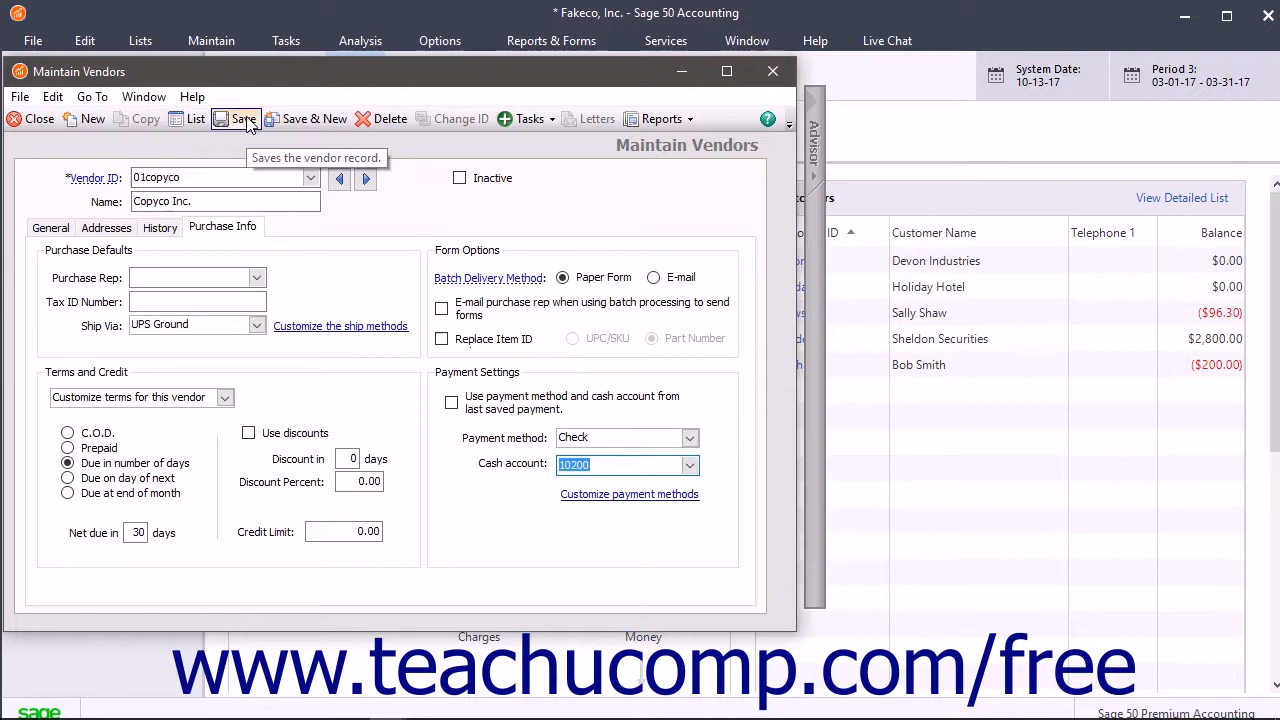 * Fakeco, Inc. - Sage 50 Accounting
File Edit Lists Maintain Tasks Analysis Options Reports & Forms Services Window Help Live Chat
Maintain Vendors
System Date: 10-13-17
Period 3: 03-01-17 - 03-31-17
File Edit Go To Window Help
Close New Copy List Save Save & New Delete Change ID Tasks Letters Reports
Maintain Vendors
Saves the vendor record.
*Vendor ID: 01copyco
Inactive
Name: Copyco Inc.
General Addresses History Purchase Info
Purchase Defaults
Purchase Rep:
Tax ID Number:
Ship Via: UPS Ground Customize the ship methods
Form Options
Batch Delivery Method: Paper Form E-mail
E-mail purchase rep when using batch processing to send
forms
Replace Item ID UPC/SKU Part Number
Terms and Credit
Customize terms for this vendor
C.O.D.
Prepaid
Due in number of days
Due on day of next
Due at end of month
Net due in 30 days
Use discounts
Discount in 0 days
Discount Percent: 0.00
Credit Limit: 0.00
Payment Settings
Use payment method and cash account from
last saved payment.
Payment method: Check
Cash account: 10200
Customize payment methods
Advisor
View Detailed List
ID Customer Name Telephone 1 Balance
Devon Industries $0.00
Holiday Hotel $0.00
Sally Shaw ($96.30)
Sheldon Securities $2,800.00
Bob Smith ($200.00)
Charges Money
www.teachucomp.com/free
sage
Sage 50 Premium Accounting